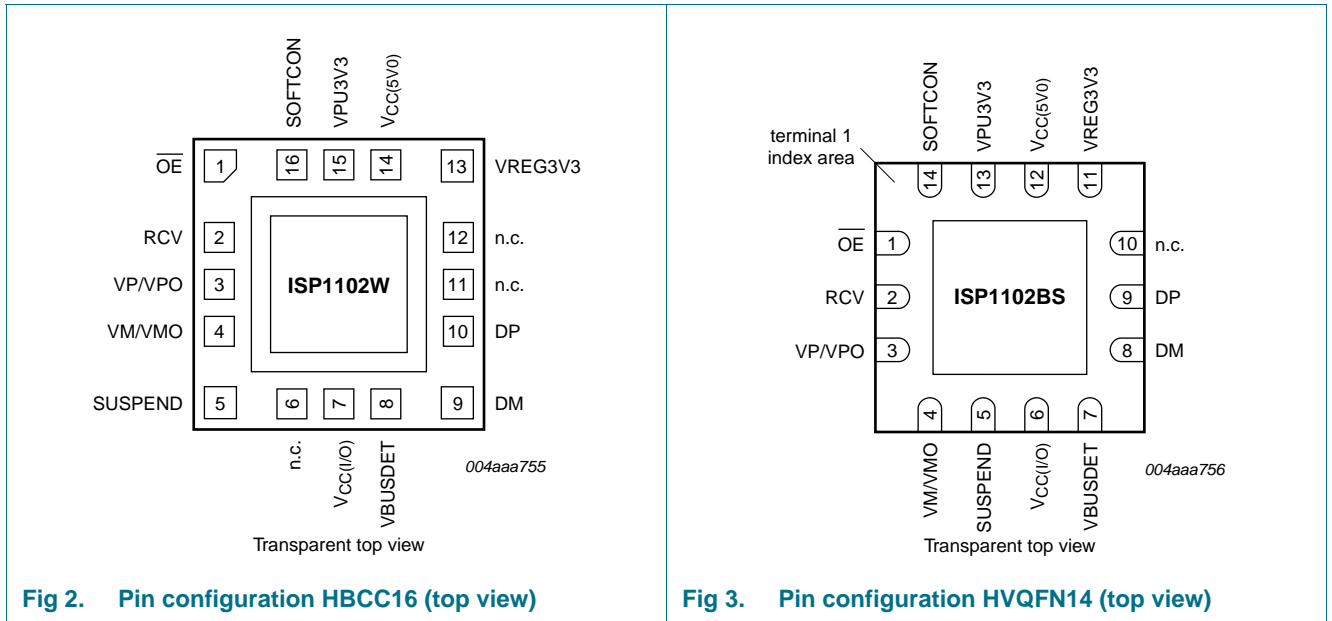 SOFTCON
VPU3V3
VCC(5V0)
OE
1
16
15
14
13
VREG3V3
RCV
2
12
n.c.
VP/VPO
3
ISP1102W
11
n.c.
VM/VMO
4
10
DP
SUSPEND
5
6
7
8
9
DM
n.c.
VCC(I/O)
VBUSDET
004aaa755
Transparent top view
Fig 2. Pin configuration HBCC16 (top view)
terminal 1
index area
SOFTCON
VPU3V3
VCC(5V0)
VREG3V3
14
13
12
11
OE
1
10
n.c.
RCV
2
ISP1102BS
9
DP
VP/VPO
3
8
DM
4
5
6
7
VM/VMO
SUSPEND
VCC(I/O)
VBUSDET
004aaa756
Transparent top view
Fig 3. Pin configuration HVQFN14 (top view)